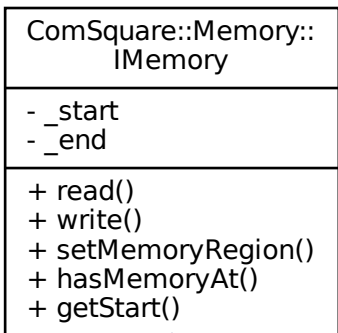 ComSquare::Memory::
IMemory
- _start
- _end
+ read()
+ write()
+ setMemoryRegion()
+ hasMemoryAt()
+ getStart()